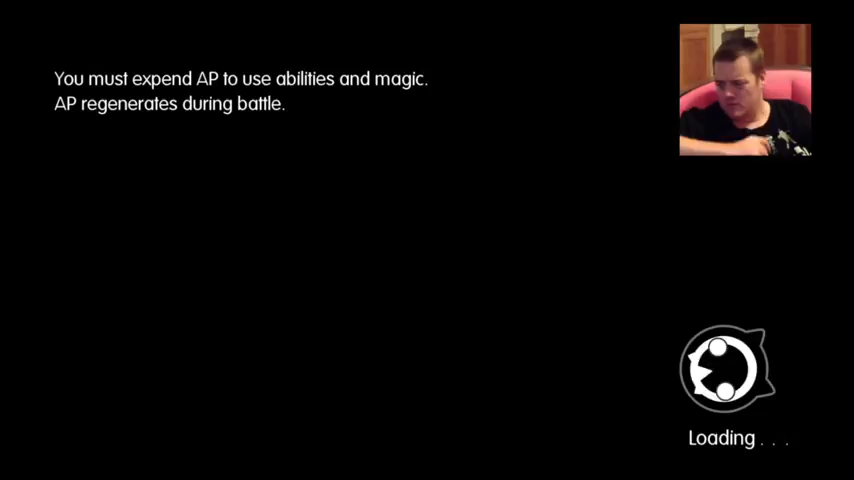 You must expend AP to use abilities and magic.
AP regenerates during battle.
Loading . . .